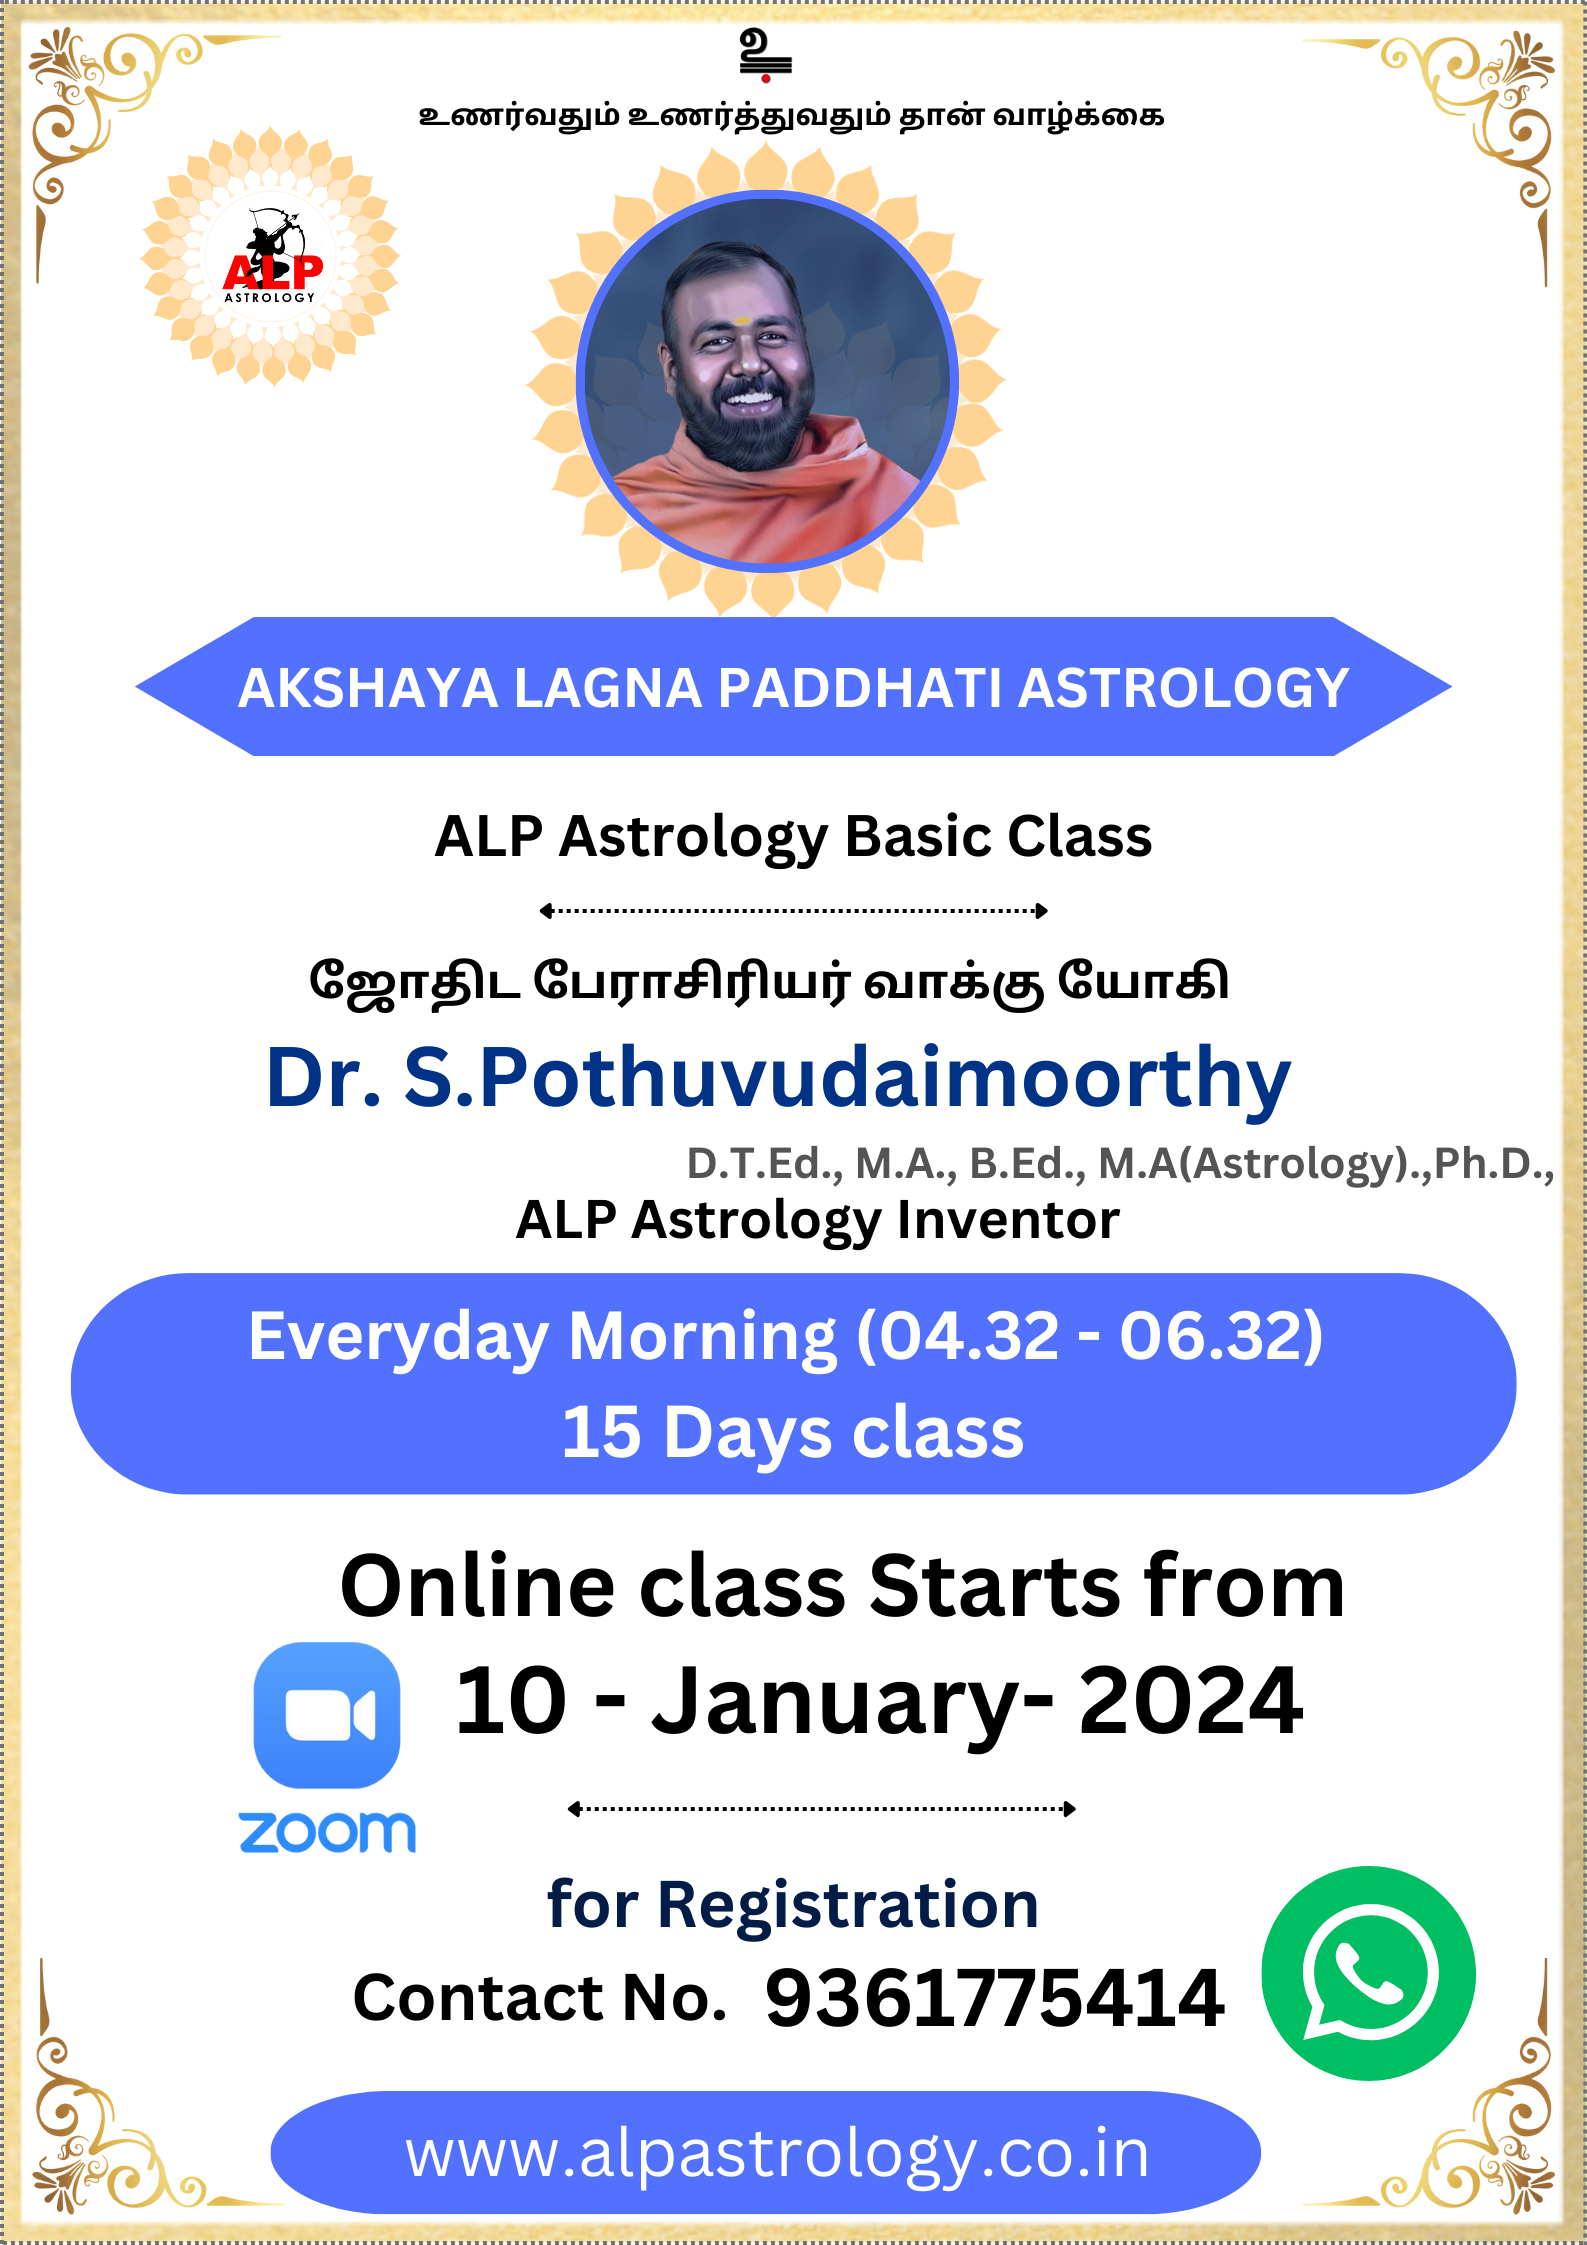 உ
உணர்வதும் உணர்த்துவதும் தான் வாழ்க்கை
ALP
ASTROLOGY
AKSHAYA LAGNA PADDHATI ASTROLOGY
ALP Astrology Basic Class
ஜோதிட பேராசிரியர் வாக்கு யோகி
Dr. S.Pothuvudaimoorthy
D.T.Ed., M.A., B.Ed., M.A(Astrology).,Ph.D.,
ALP Astrology Inventor
Everyday Morning (04.32 - 06.32)
15 Days class
Online class Starts from
10 - January- 2024
zoom
for Registration
Contact No. 9361775414
www.alpastrology.co.in